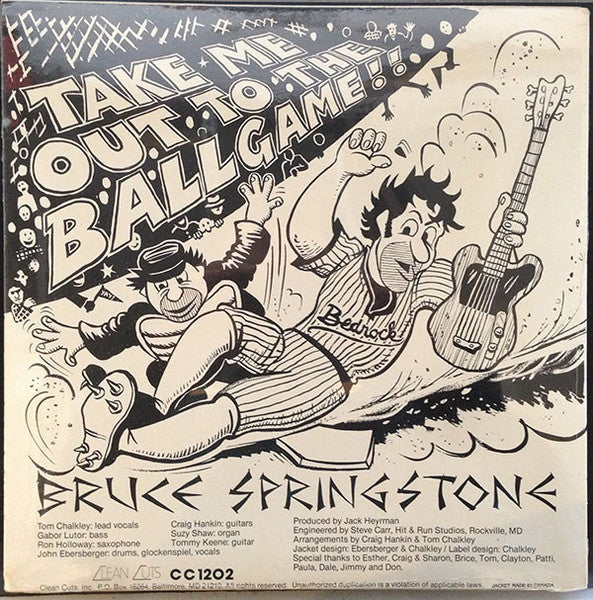 TAKE ME
OUT TO THE
BALLGAME!!
Bedrock
BRUCE SPRINGSTONE
Tom Chalkley: lead vocals
Gabor Lutor: bass
Ron Holloway: saxophone
John Ebersberger: drums, glockenspiel, vocals
Craig Hankin: guitars
Suzy Shaw: organ
Tommy Keene: guitar
Produced by Jack Heyrman
Engineered by Steve Carr, Hit & Run Studios, Rockville, MD
Arrangements by Craig Hankin & Tom Chalkley
Jacket design: Ebersberger & Chalkley / Label design: Chalkley
Special thanks to Esther, Craig & Sharon, Brice, Tom, Clayton, Patti,
Paula, Dale, Jimmy and Don.
CLEAN CUTS CC1202
Clean Cuts, Inc. P.O. Box 16264, Baltimore, MD 21210. All rights reserved. Unauthorized duplication is a violation of applicable laws. JACKET MADE IN CANADA